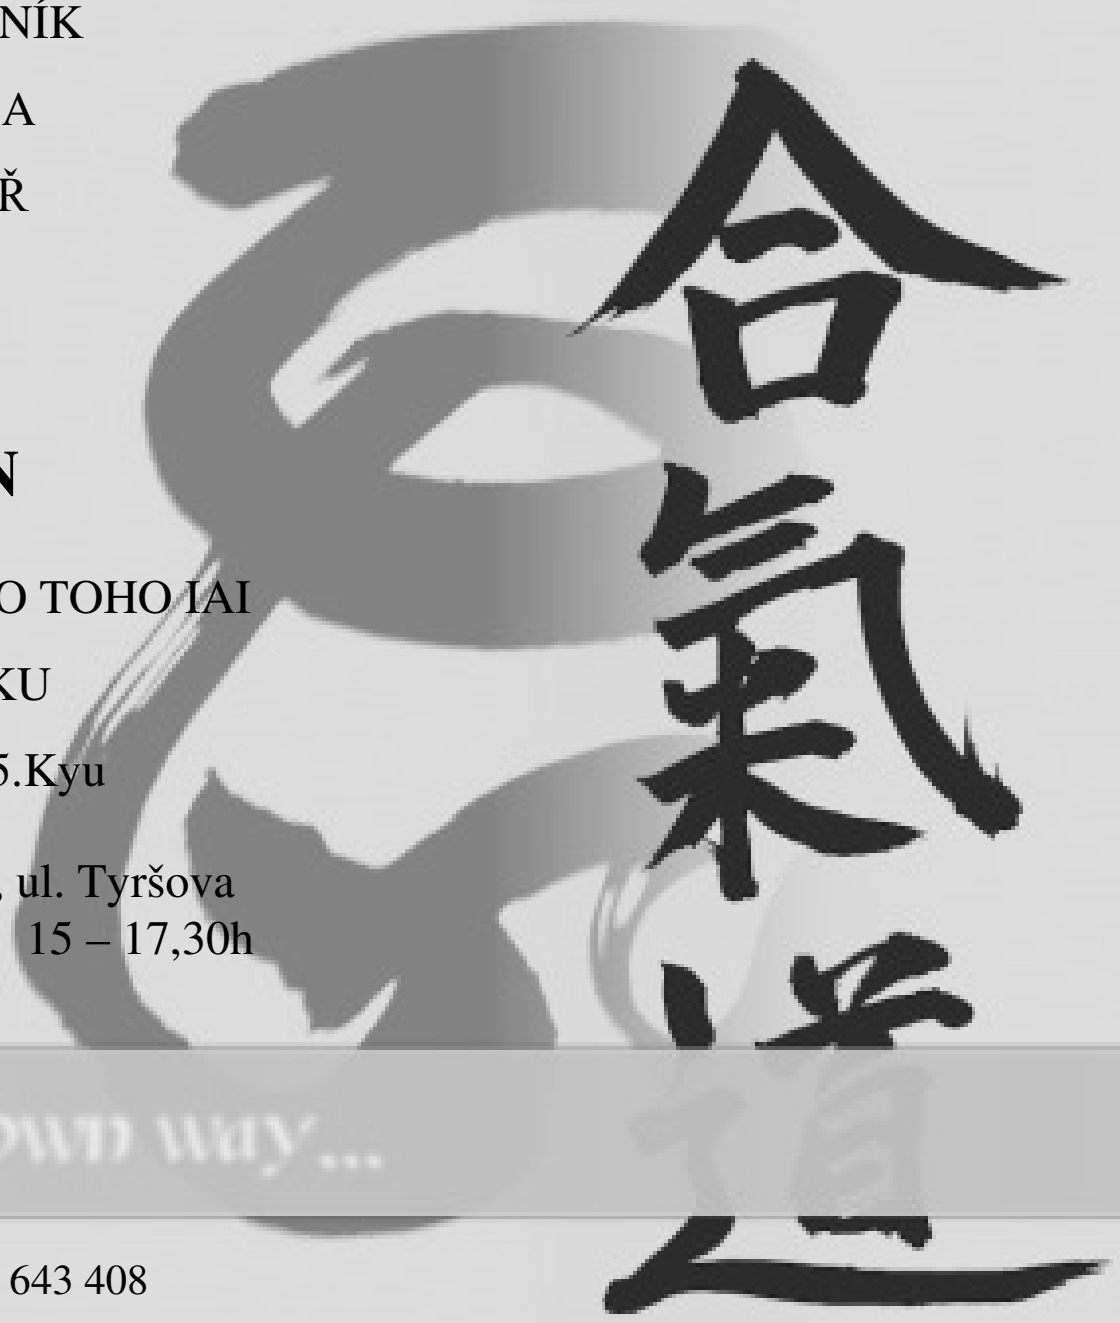 NÍK
A
Ř
N
O TOHO IAI
KU
5.Kyu
, ul. Tyršova
15 – 17,30h
own way...
643 408
合
氣
道